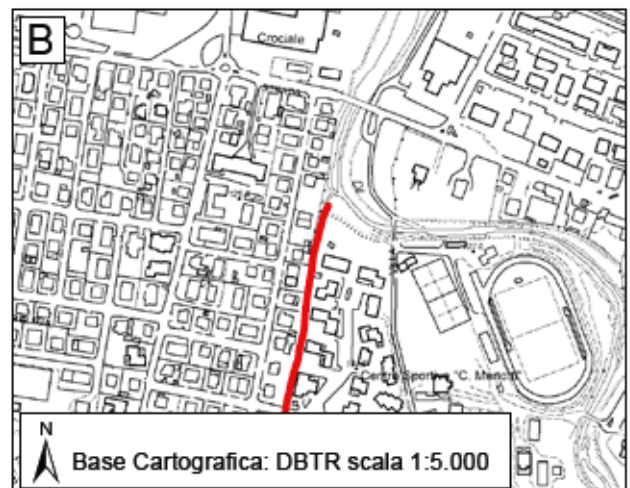 B
Crociale
Centro Sportivo "C. Menotti"
N
Base Cartografica: DBTR scala 1:5.000